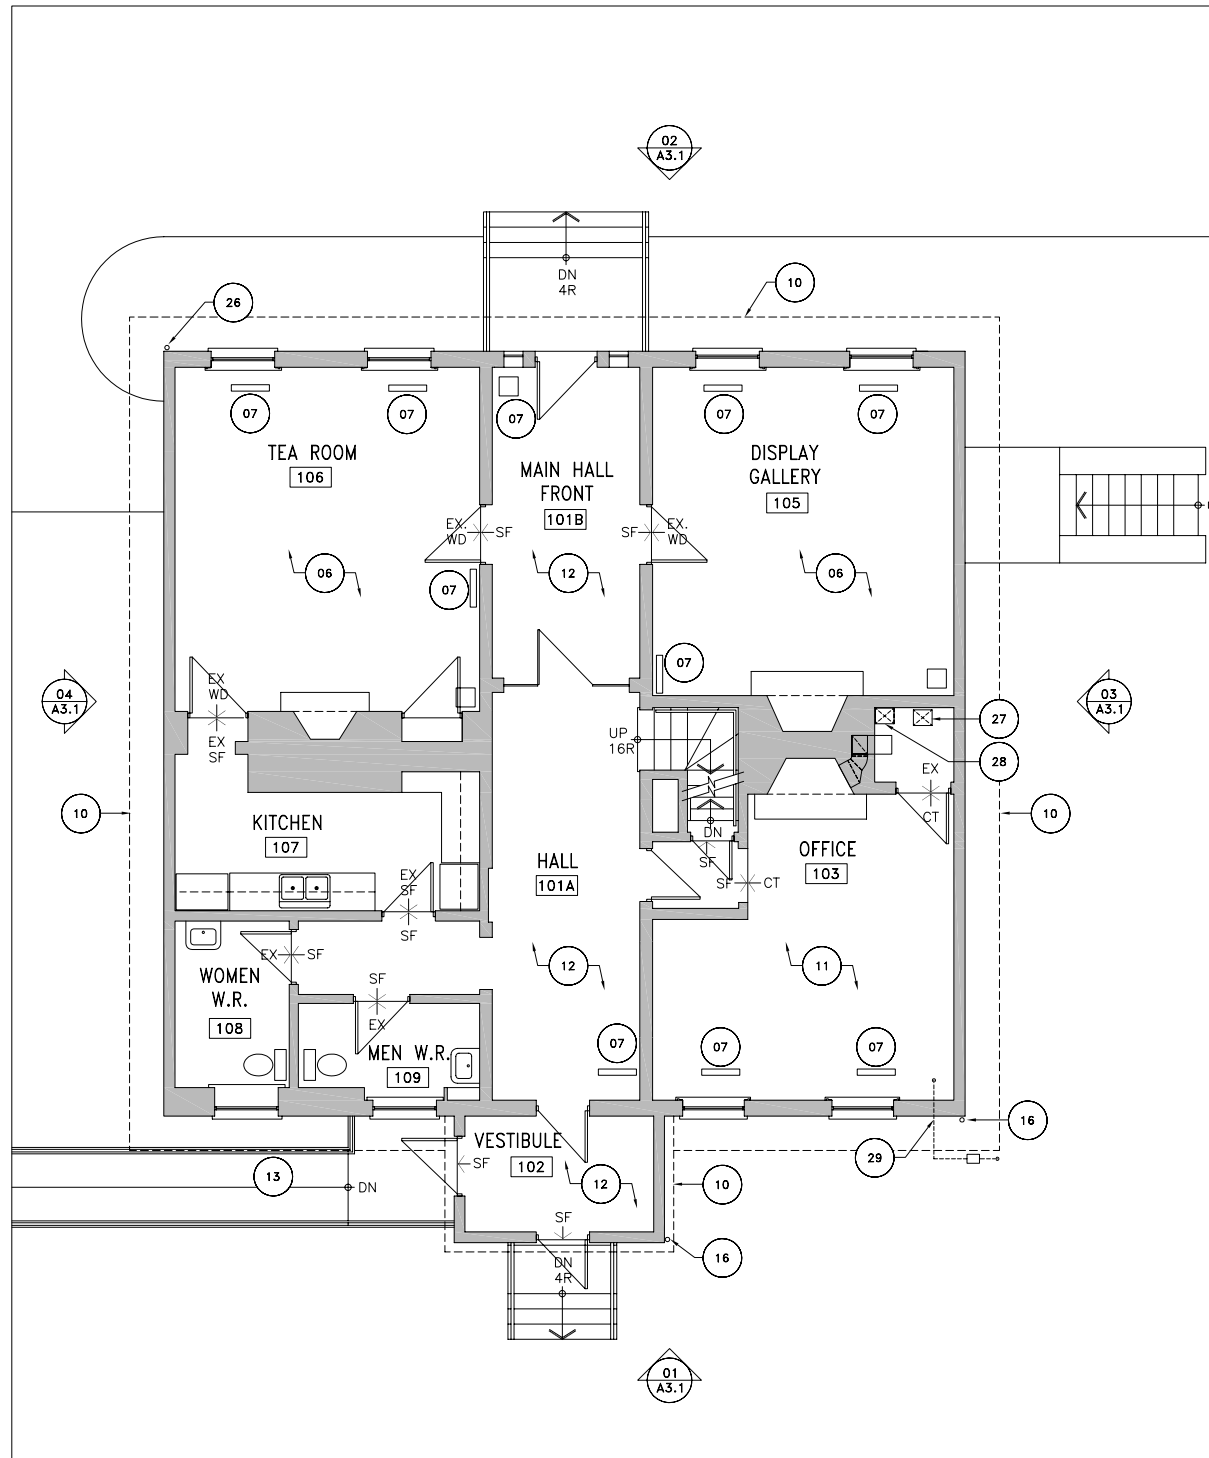 02
A3.1
DN
4R
10
26
07
07
07
07
07
TEA ROOM
106
MAIN HALL
FRONT
101B
DISPLAY
GALLERY
105
EX.
WD
SF
SF
EX.
WD
06
12
06
07
07
EX
WD
EX
SF
04
A3.1
03
A3.1
UP
16R
27
28
EX
CT
10
10
KITCHEN
107
DN
SF
HALL
101A
OFFICE
103
EX
SF
SF
SF
CT
EX
SF
WOMEN
W.R.
108
SF
EX
12
11
MEN W.R.
109
07
07
07
16
VESTIBULE
102
SF
29
13
DN
12
10
SF
DN
4R
16
01
A3.1